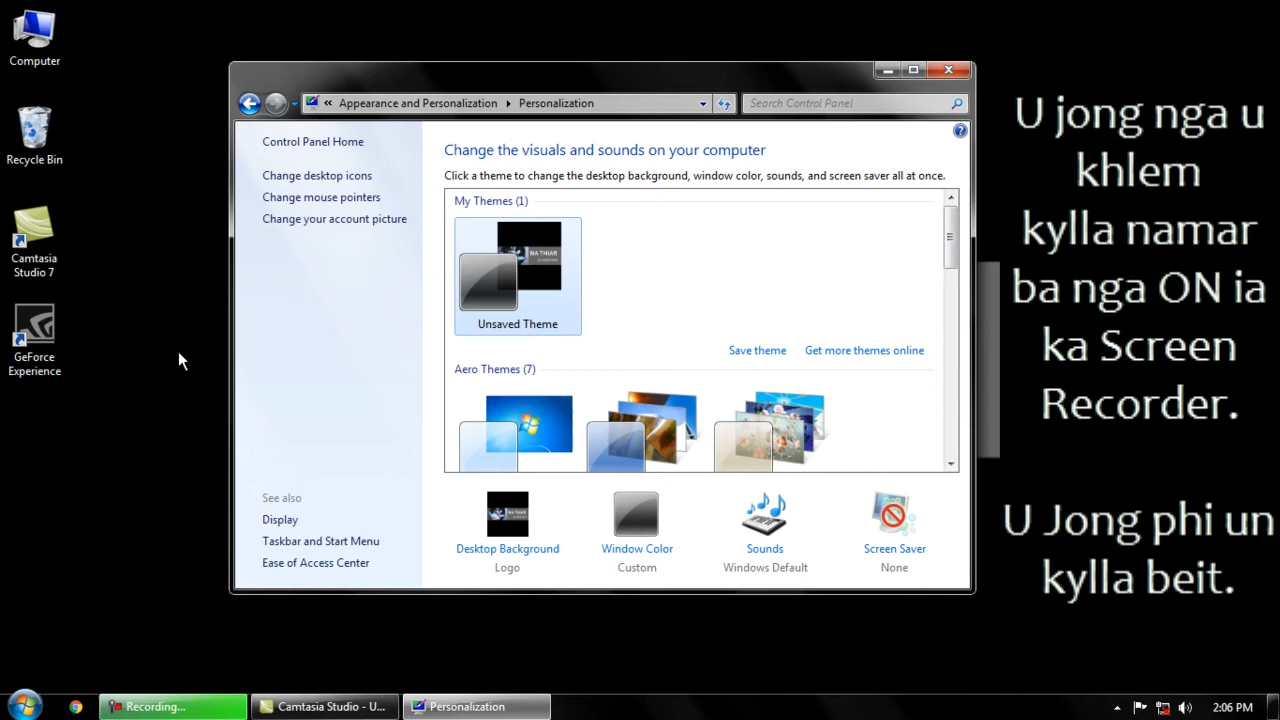 Computer
Recycle Bin
Camtasia
Studio 7
GeForce
Experience
« Appearance and Personalization Personalization
Search Control Panel
Control Panel Home
Change desktop icons
Change mouse pointers
Change your account picture
See also
Display
Taskbar and Start Menu
Ease of Access Center
Change the visuals and sounds on your computer
Click a theme to change the desktop background, window color, sounds, and screen saver all at once.
My Themes (1)
NA THIAR
Unsaved Theme
Save theme Get more themes online
Aero Themes (7)
Desktop Background Window Color Sounds Screen Saver
Logo Custom Windows Default None
U jong nga u
khlem
kylla namar
ba nga ON ia
ka Screen
Recorder.
U Jong phi un
kylla beit.
Recording... Camtasia Studio - U... Personalization 2:06 PM